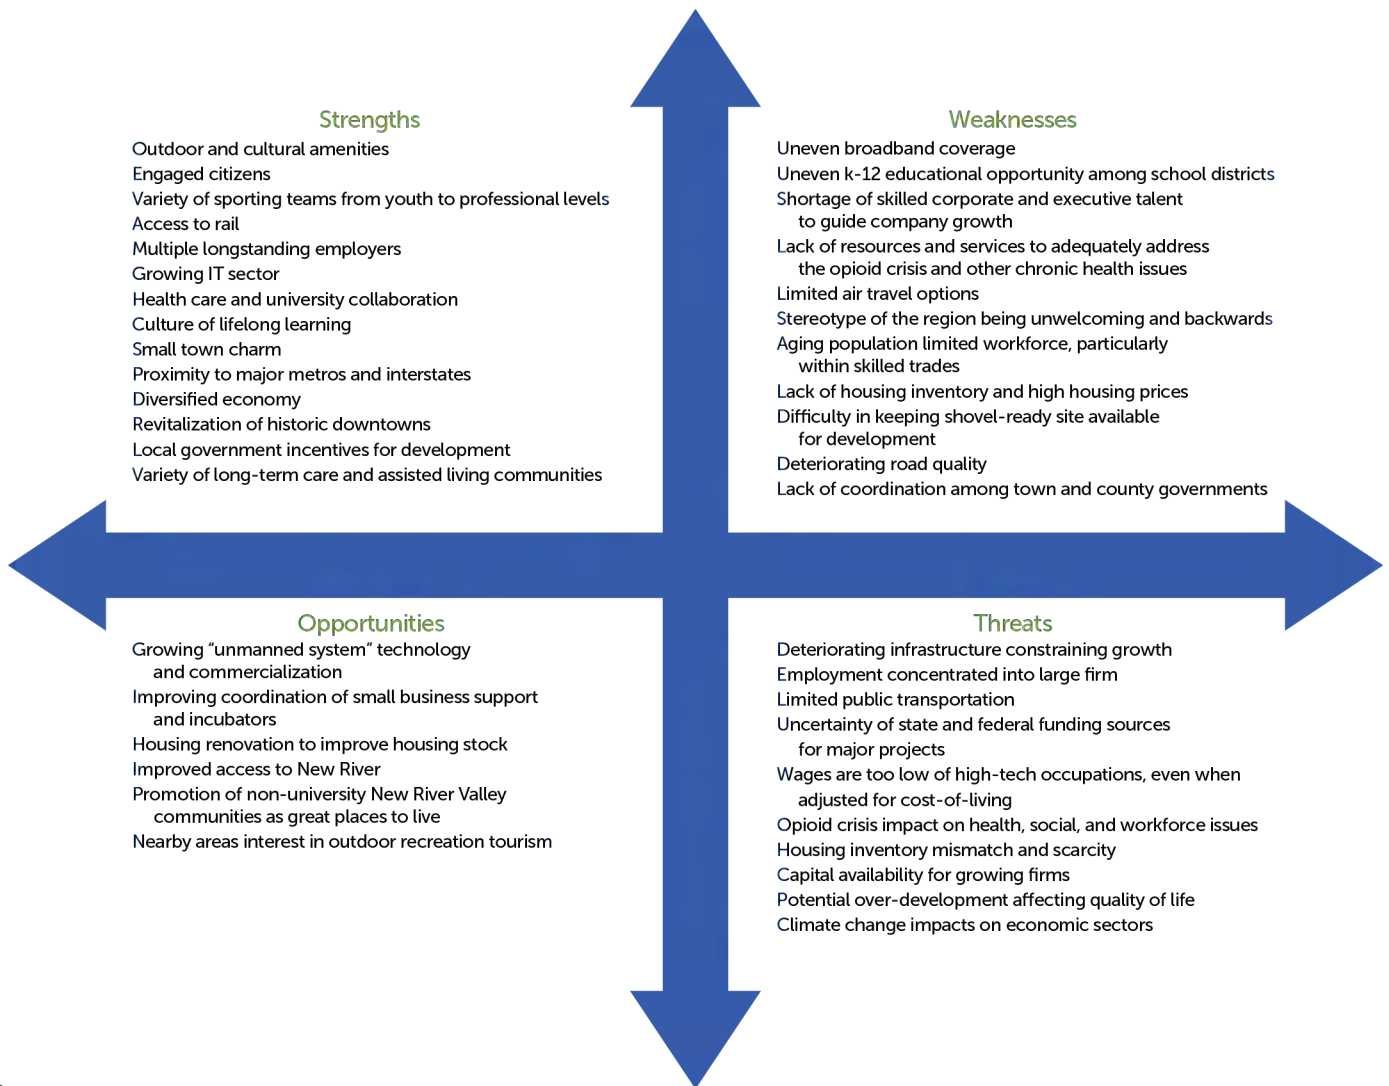 Strengths
Outdoor and cultural amenities
Engaged citizens
Variety of sporting teams from youth to professional levels
Access to rail
Multiple longstanding employers
Growing IT sector
Health care and university collaboration
Culture of lifelong learning
Small town charm
Proximity to major metros and interstates
Diversified economy
Revitalization of historic downtowns
Local government incentives for development
Variety of long-term care and assisted living communities
Weaknesses
Uneven broadband coverage
Uneven k-12 educational opportunity among school districts
Shortage of skilled corporate and executive talent
to guide company growth
Lack of resources and services to adequately address
the opioid crisis and other chronic health issues
Limited air travel options
Stereotype of the region being unwelcoming and backwards
Aging population limited workforce, particularly
within skilled trades
Lack of housing inventory and high housing prices
Difficulty in keeping shovel-ready site available
for development
Deteriorating road quality
Lack of coordination among town and county governments
Opportunities
Growing “unmanned system” technology
and commercialization
Improving coordination of small business support
and incubators
Housing renovation to improve housing stock
Improved access to New River
Promotion of non-university New River Valley
communities as great places to live
Nearby areas interest in outdoor recreation tourism
Threats
Deteriorating infrastructure constraining growth
Employment concentrated into large firm
Limited public transportation
Uncertainty of state and federal funding sources
for major projects
Wages are too low of high-tech occupations, even when
adjusted for cost-of-living
Opioid crisis impact on health, social, and workforce issues
Housing inventory mismatch and scarcity
Capital availability for growing firms
Potential over-development affecting quality of life
Climate change impacts on economic sectors